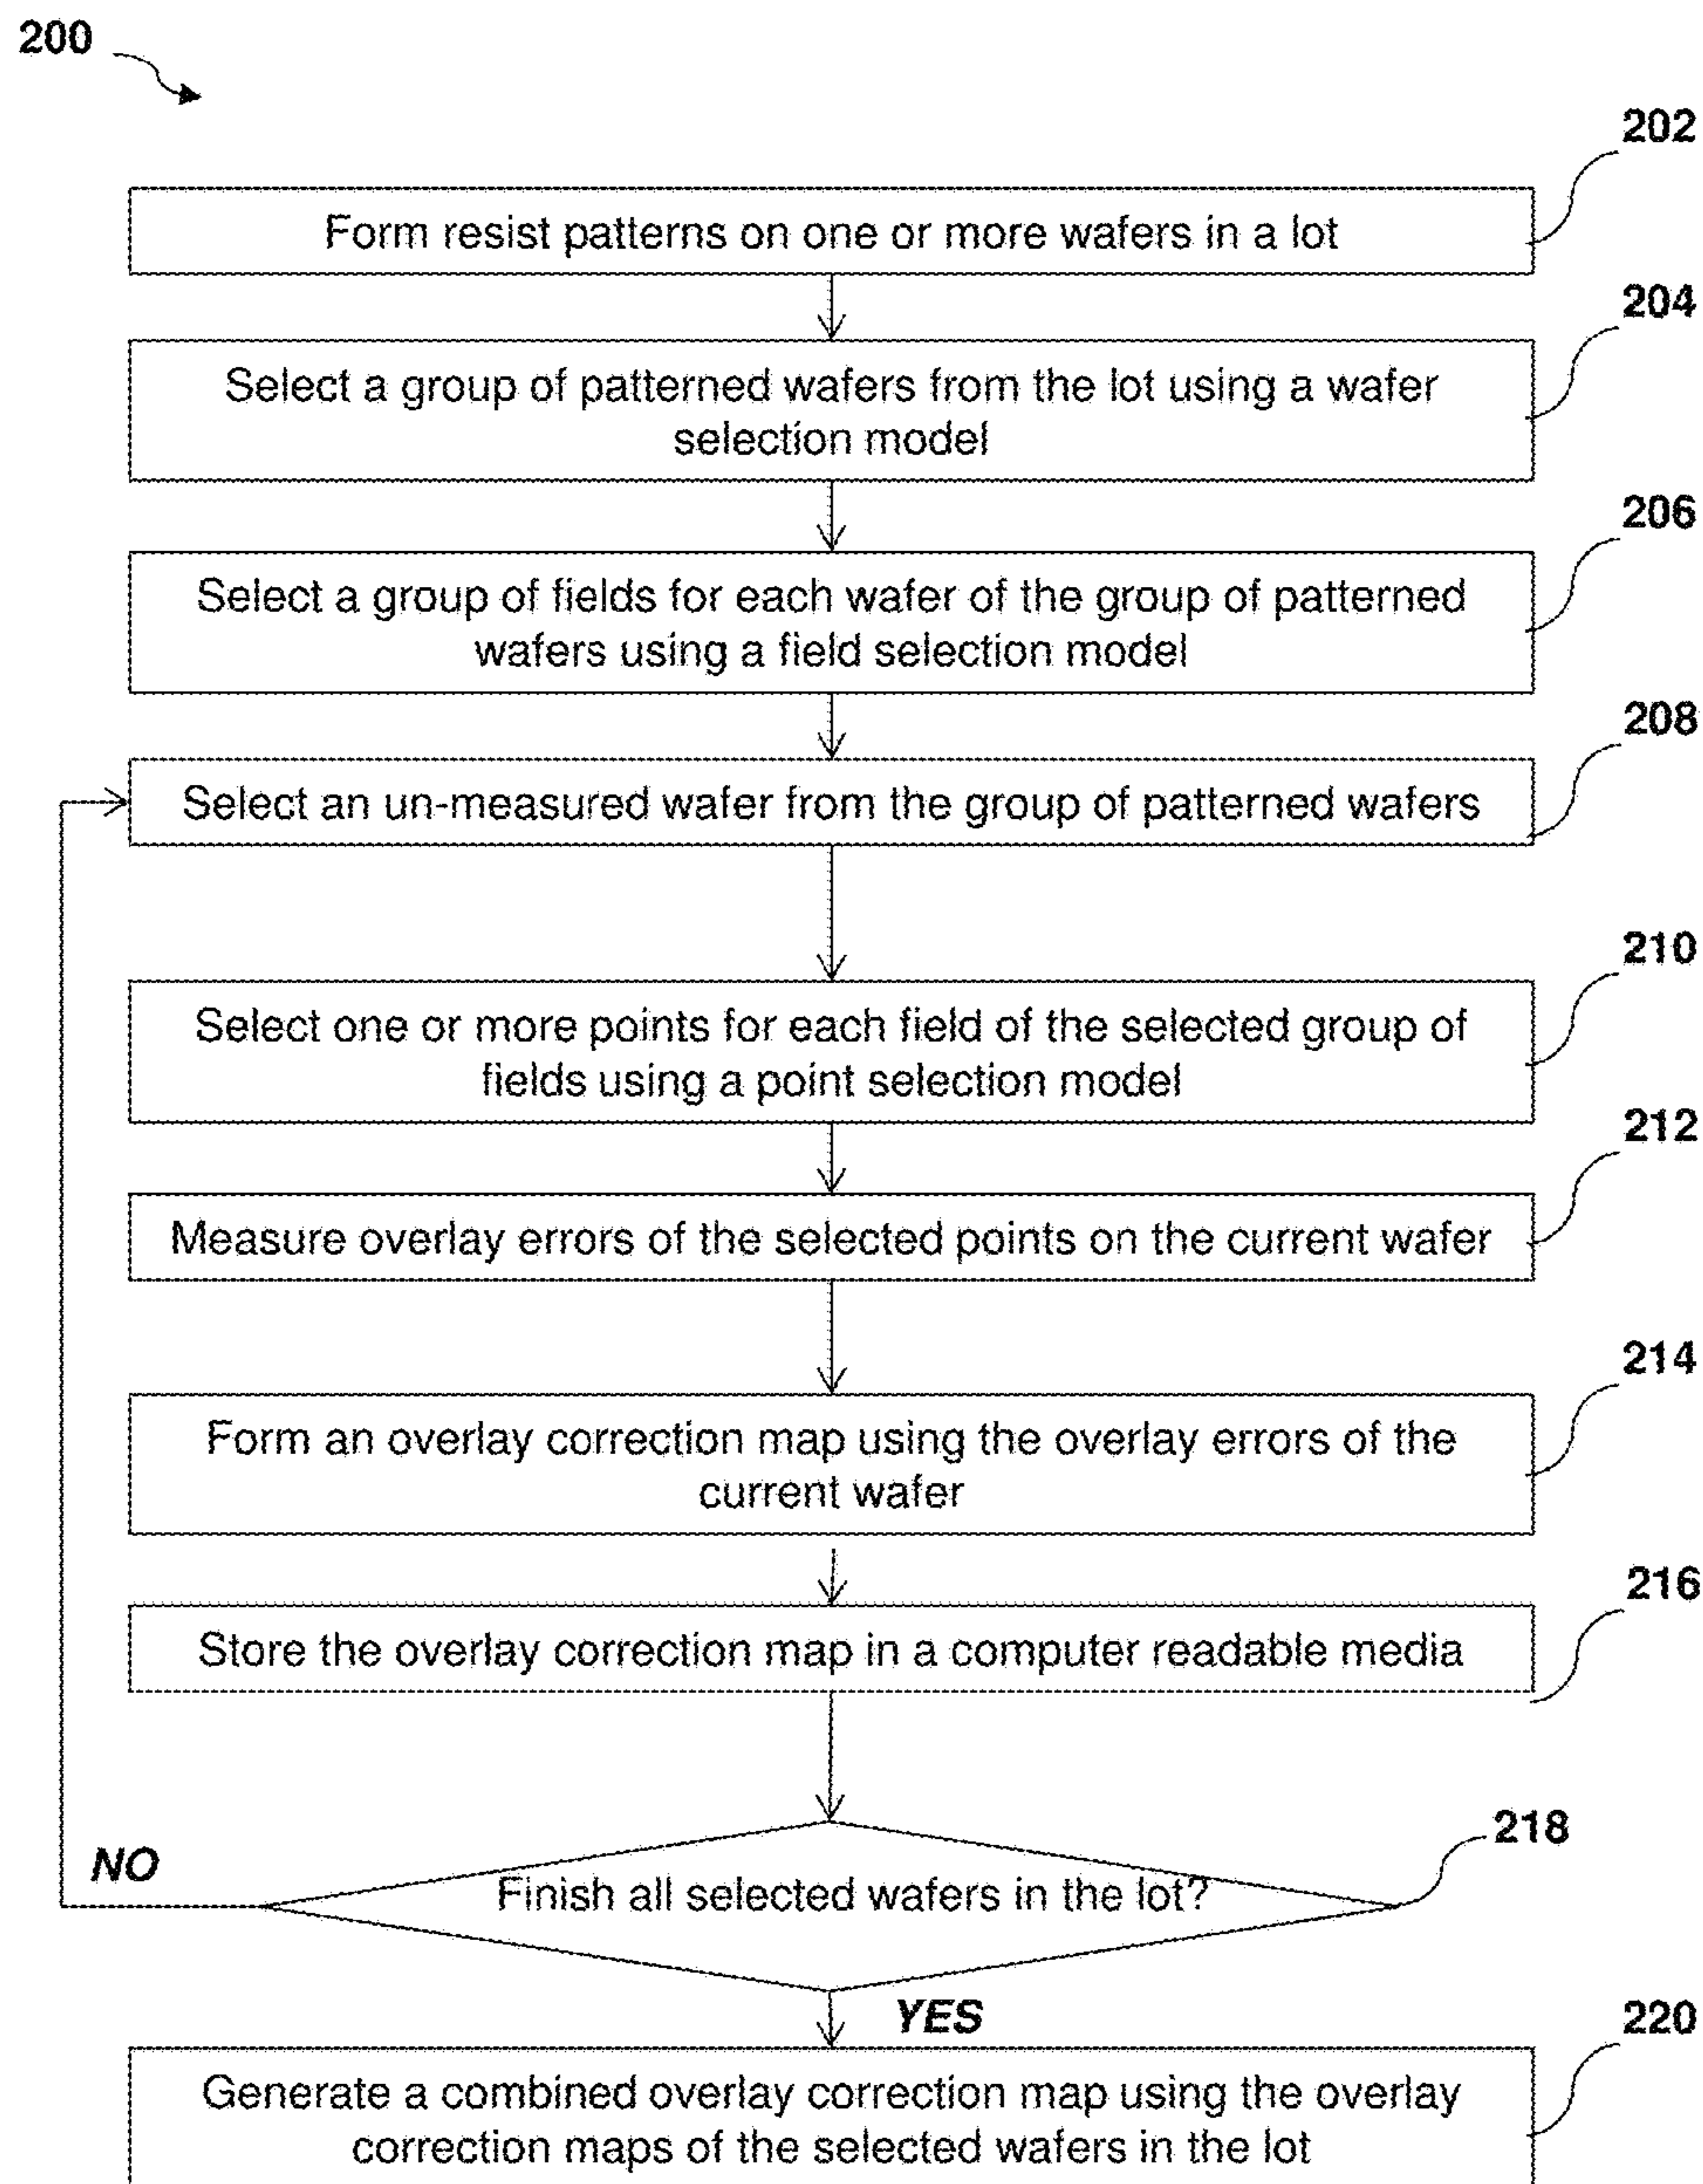 200
202
Form resist patterns on one or more wafers in a lot
204
Select a group of patterned wafers from the lot using a wafer
selection model
206
Select a group of fields for each wafer of the group of patterned
wafers using a field selection model
208
Select an un-measured wafer from the group of patterned wafers
210
Select one or more points for each field of the selected group of
fields using a point selection model
212
Measure overlay errors of the selected points on the current wafer
214
Form an overlay correction map using the overlay errors of the
current wafer
216
Store the overlay correction map in a computer readable media
218
NO
Finish all selected wafers in the lot?
YES
220
Generate a combined overlay correction map using the overlay
correction maps of the selected wafers in the lot